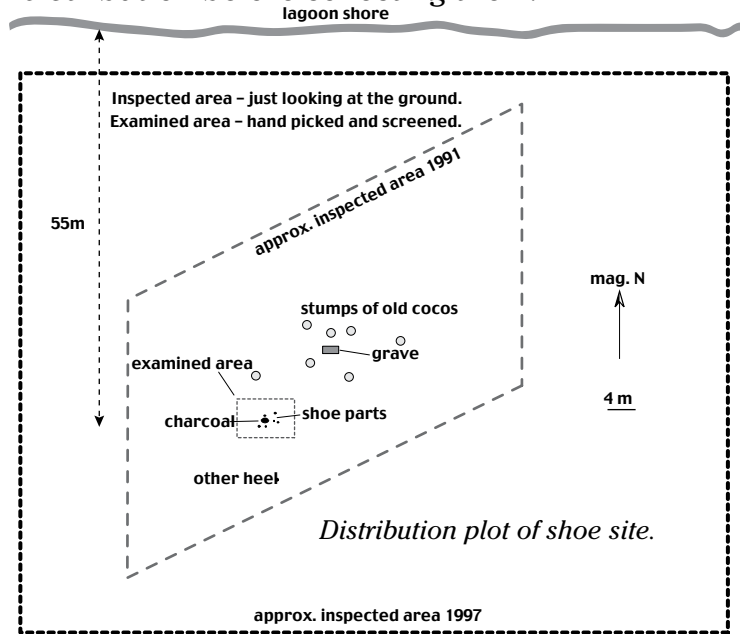 lagoon shore
Inspected area – just looking at the ground.
Examined area – hand picked and screened.
approx. inspected area 1991
55m
mag. N
stumps of old cocos
grave
examined area
4 m
charcoal
shoe parts
other heel
Distribution plot of shoe site.
approx. inspected area 1997